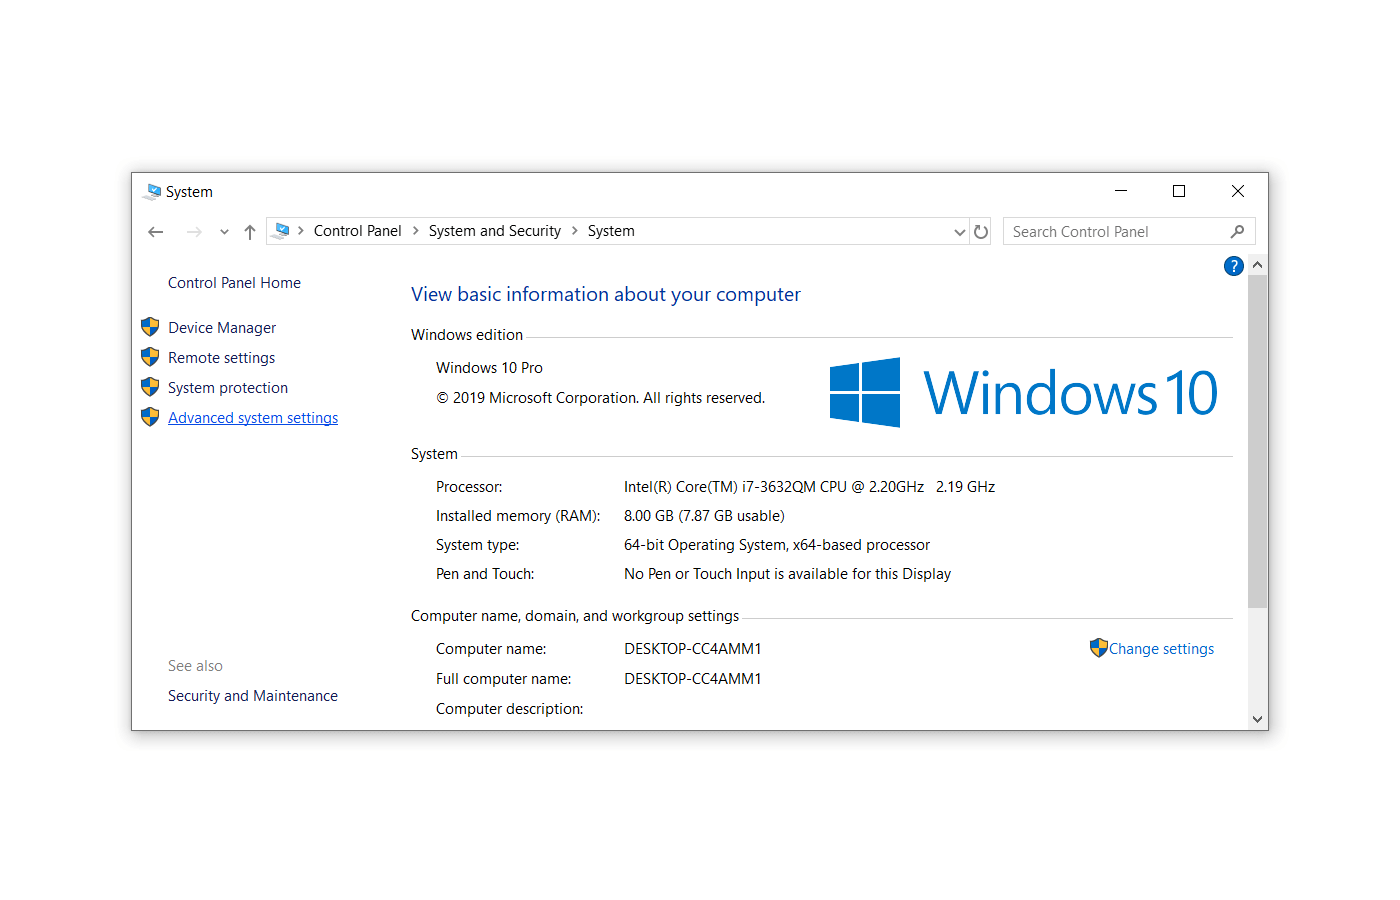 System
Control Panel > System and Security > System
Search Control Panel
?
Control Panel Home
Device Manager
Remote settings
System protection
Advanced system settings
See also
Security and Maintenance
View basic information about your computer
Windows edition
Windows 10 Pro
© 2019 Microsoft Corporation. All rights reserved.
Windows 10
System
Processor: Intel(R) Core(TM) i7-3632QM CPU @ 2.20GHz 2.19 GHz
Installed memory (RAM): 8.00 GB (7.87 GB usable)
System type: 64-bit Operating System, x64-based processor
Pen and Touch: No Pen or Touch Input is available for this Display
Computer name, domain, and workgroup settings
Computer name: DESKTOP-CC4AMM1 Change settings
Full computer name: DESKTOP-CC4AMM1
Computer description: